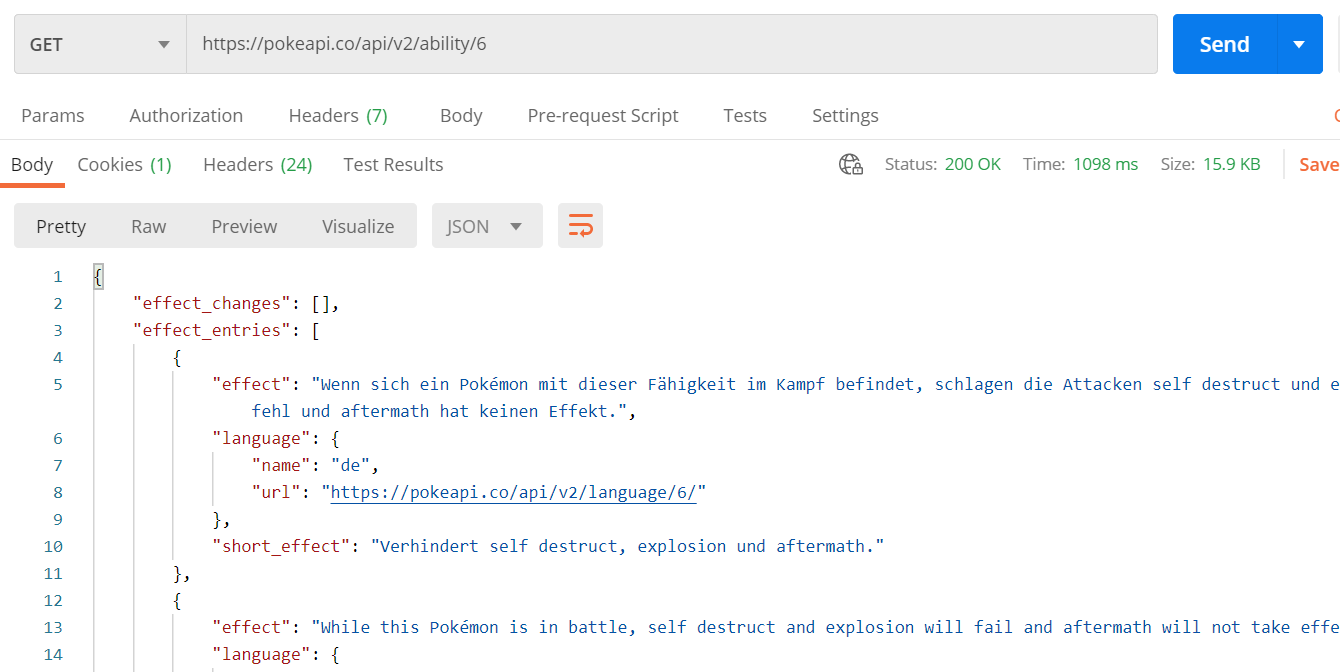 GET https://pokeapi.co/api/v2/ability/6 Send
Params Authorization Headers (7) Body Pre-request Script Tests Settings
Body Cookies (1) Headers (24) Test Results Status: 200 OK Time: 1098 ms Size: 15.9 KB Save
Pretty Raw Preview Visualize JSON
1 {
2 "effect_changes": [],
3 "effect_entries": [
4 {
5 "effect": "Wenn sich ein Pokémon mit dieser Fähigkeit im Kampf befindet, schlagen die Attacken self destruct und e
fehl und aftermath hat keinen Effekt.",
6 "language": {
7 "name": "de",
8 "url": "https://pokeapi.co/api/v2/language/6/"
9 },
10 "short_effect": "Verhindert self destruct, explosion und aftermath."
11 },
12 {
13 "effect": "While this Pokémon is in battle, self destruct and explosion will fail and aftermath will not take effe
14 "language": {